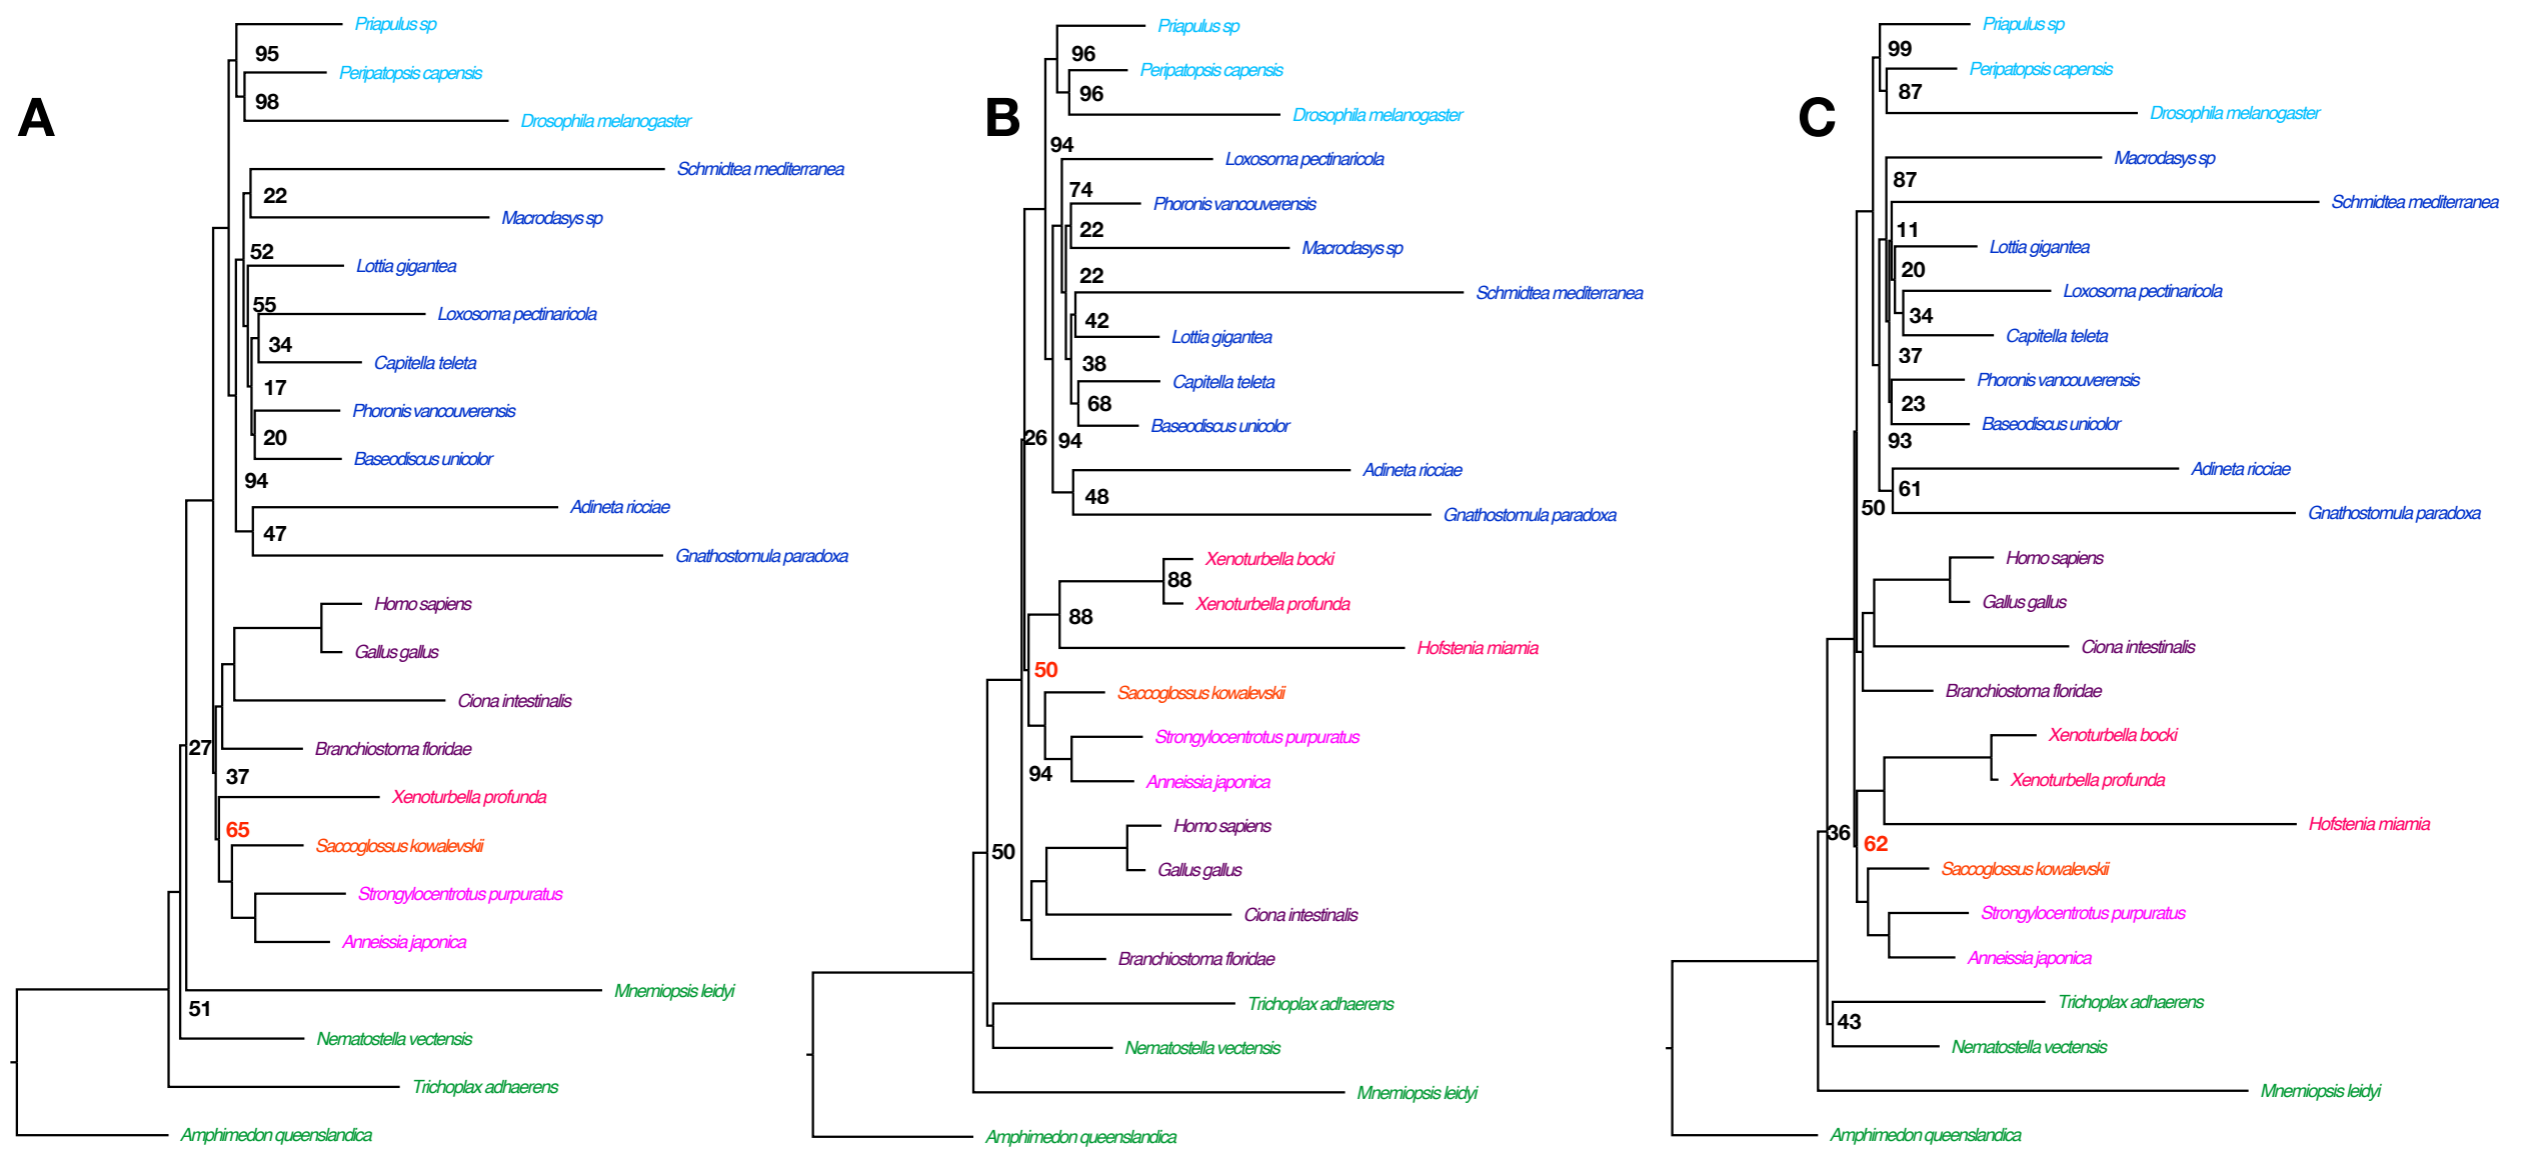 A
Priapulus sp
95
Peripatopsis capensis
98
Drosophila melanogaster
Schmidtea mediterranea
22
Macrodasys sp
52
Lottia gigantea
55
Loxosoma pectinaricola
34
Capitella teleta
17
Phoronis vancouverensis
20
Baseodiscus unicolor
94
Adineta ricciae
47
Gnathostomula paradoxa
Homo sapiens
Gallus gallus
Ciona intestinalis
27
Branchiostoma floridae
37
Xenoturbella profunda
65
Saccoglossus kowalevskii
Strongylocentrotus purpuratus
Anneissia japonica
Mnemiopsis leidyi
51
Nematostella vectensis
Trichoplax adhaerens
Amphimedon queenslandica
B
Priapulus sp
96
Peripatopsis capensis
96
Drosophila melanogaster
94
Loxosoma pectinaricola
74
Phoronis vancouverensis
22
Macrodasys sp
22
Schmidtea mediterranea
42
Lottia gigantea
38
Capitella teleta
68
Baseodiscus unicolor
26
94
Adineta ricciae
48
Gnathostomula paradoxa
Xenoturbella bocki
88
Xenoturbella profunda
88
Hofstenia miamia
50
Saccoglossus kowalevskii
Strongylocentrotus purpuratus
94
Anneissia japonica
Homo sapiens
50
Gallus gallus
Ciona intestinalis
Branchiostoma floridae
Trichoplax adhaerens
Nematostella vectensis
Mnemiopsis leidyi
Amphimedon queenslandica
C
Priapulus sp
99
Peripatopsis capensis
87
Drosophila melanogaster
Macrodasys sp
87
Schmidtea mediterranea
11
Lottia gigantea
20
Loxosoma pectinaricola
34
Capitella teleta
37
Phoronis vancouverensis
23
Baseodiscus unicolor
93
Adineta ricciae
61
50
Gnathostomula paradoxa
Homo sapiens
Gallus gallus
Ciona intestinalis
Branchiostoma floridae
Xenoturbella bocki
Xenoturbella profunda
Hofstenia miamia
36
62
Saccoglossus kowalevskii
Strongylocentrotus purpuratus
Anneissia japonica
Trichoplax adhaerens
43
Nematostella vectensis
Mnemiopsis leidyi
Amphimedon queenslandica